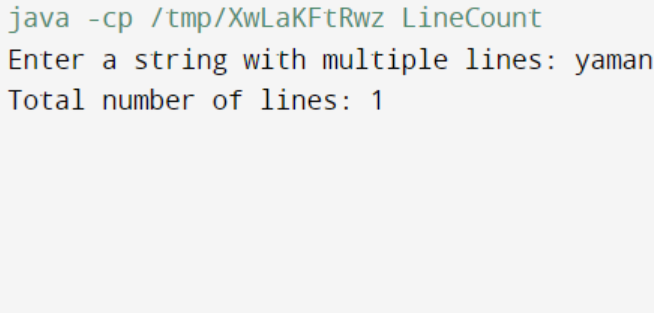 java -cp /tmp/XwLaKFtRwz LineCount
Enter a string with multiple lines: yaman
Total number of lines: 1